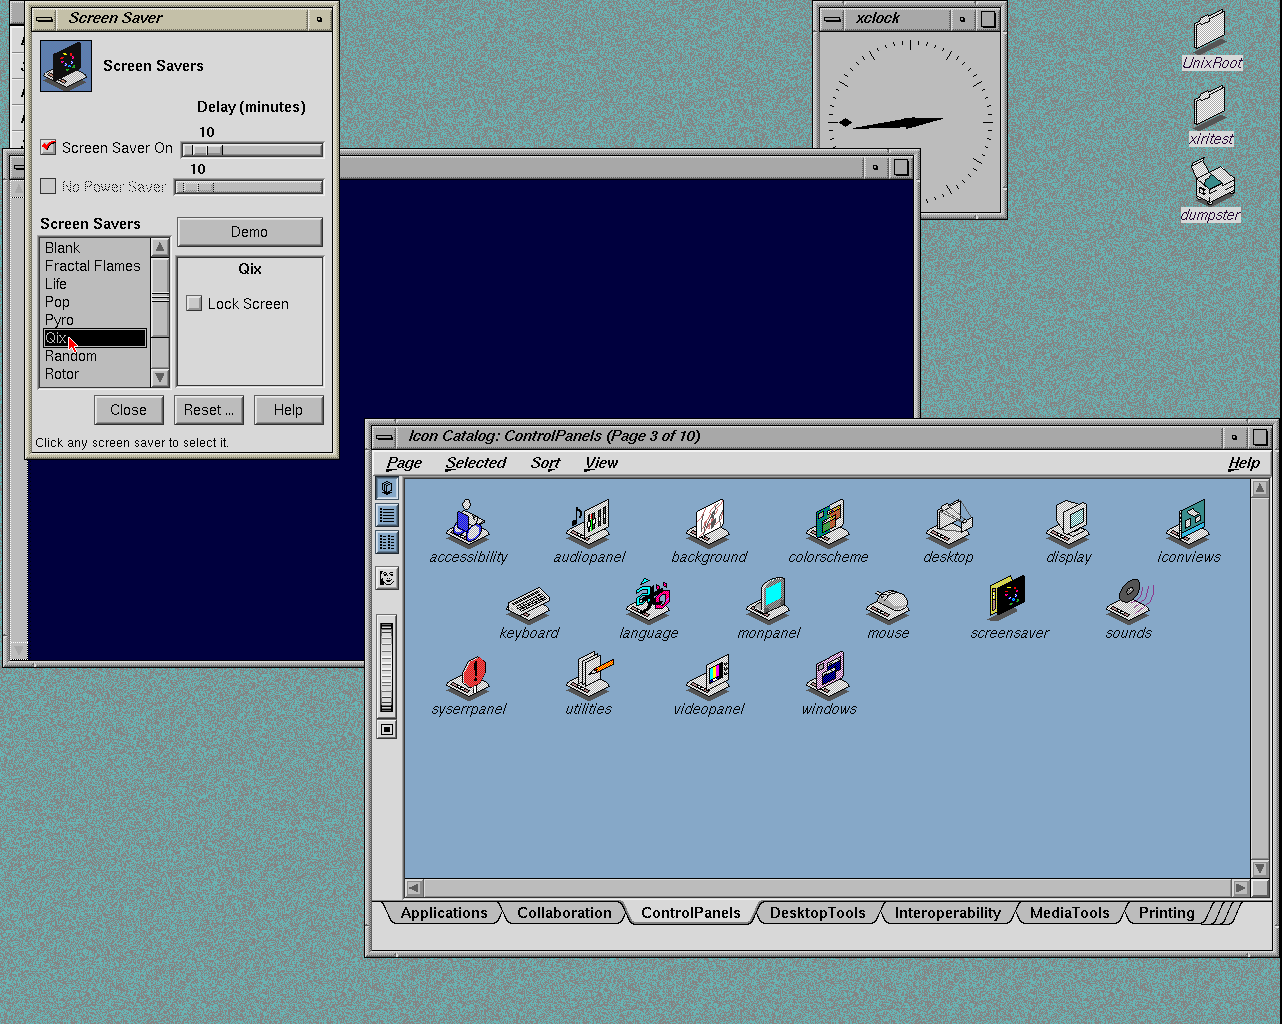 Screen Saver
Screen Savers
Delay (minutes)
10
Screen Saver On
10
No Power Saver
Screen Savers
Demo
Blank
Fractal Flames
Life
Pop
Pyro
Qix
Random
Rotor
Qix
Lock Screen
Close
Reset ...
Help
Click any screen saver to select it.
xclock
UnixRoot
xiritest
dumpster
Icon Catalog: ControlPanels (Page 3 of 10)
Page Selected Sort View Help
accessibility audiopanel background colorscheme desktop display iconviews
keyboard language monpanel mouse screensaver sounds
syserrpanel utilities videopanel windows
Applications Collaboration ControlPanels DesktopTools Interoperability MediaTools Printing